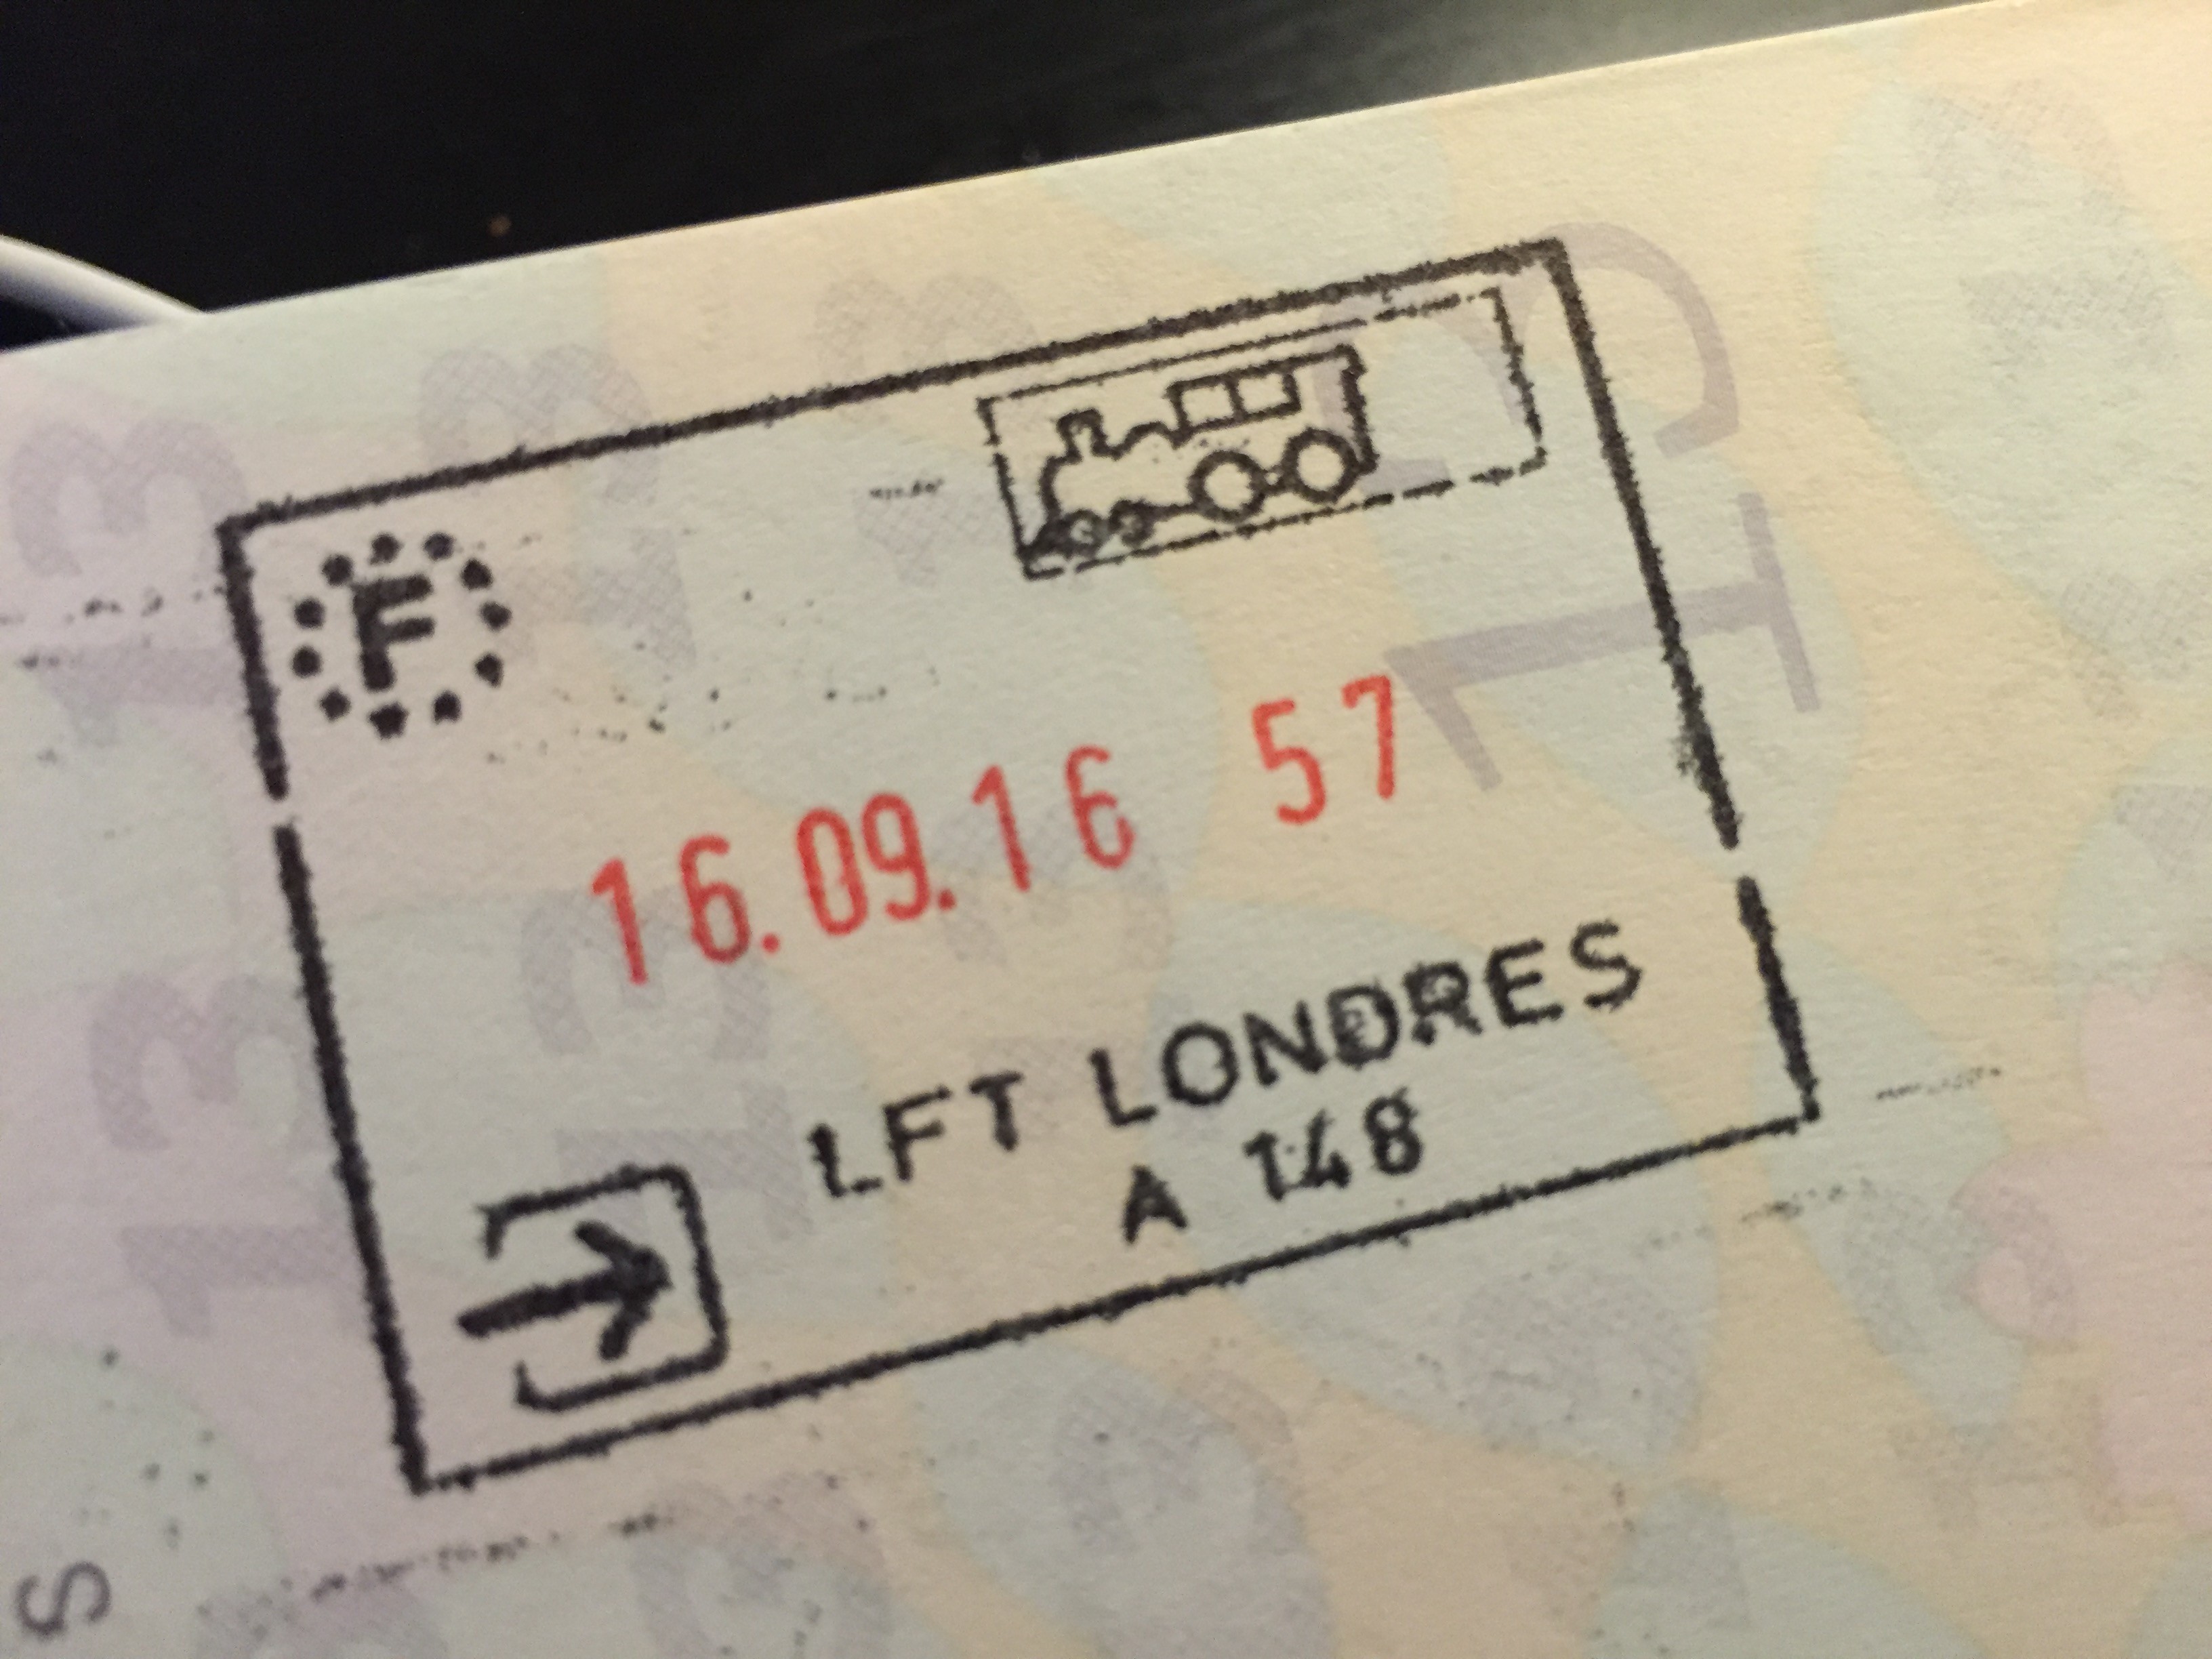 F
16.09.16 57
LFT LONDRES
A 148
S